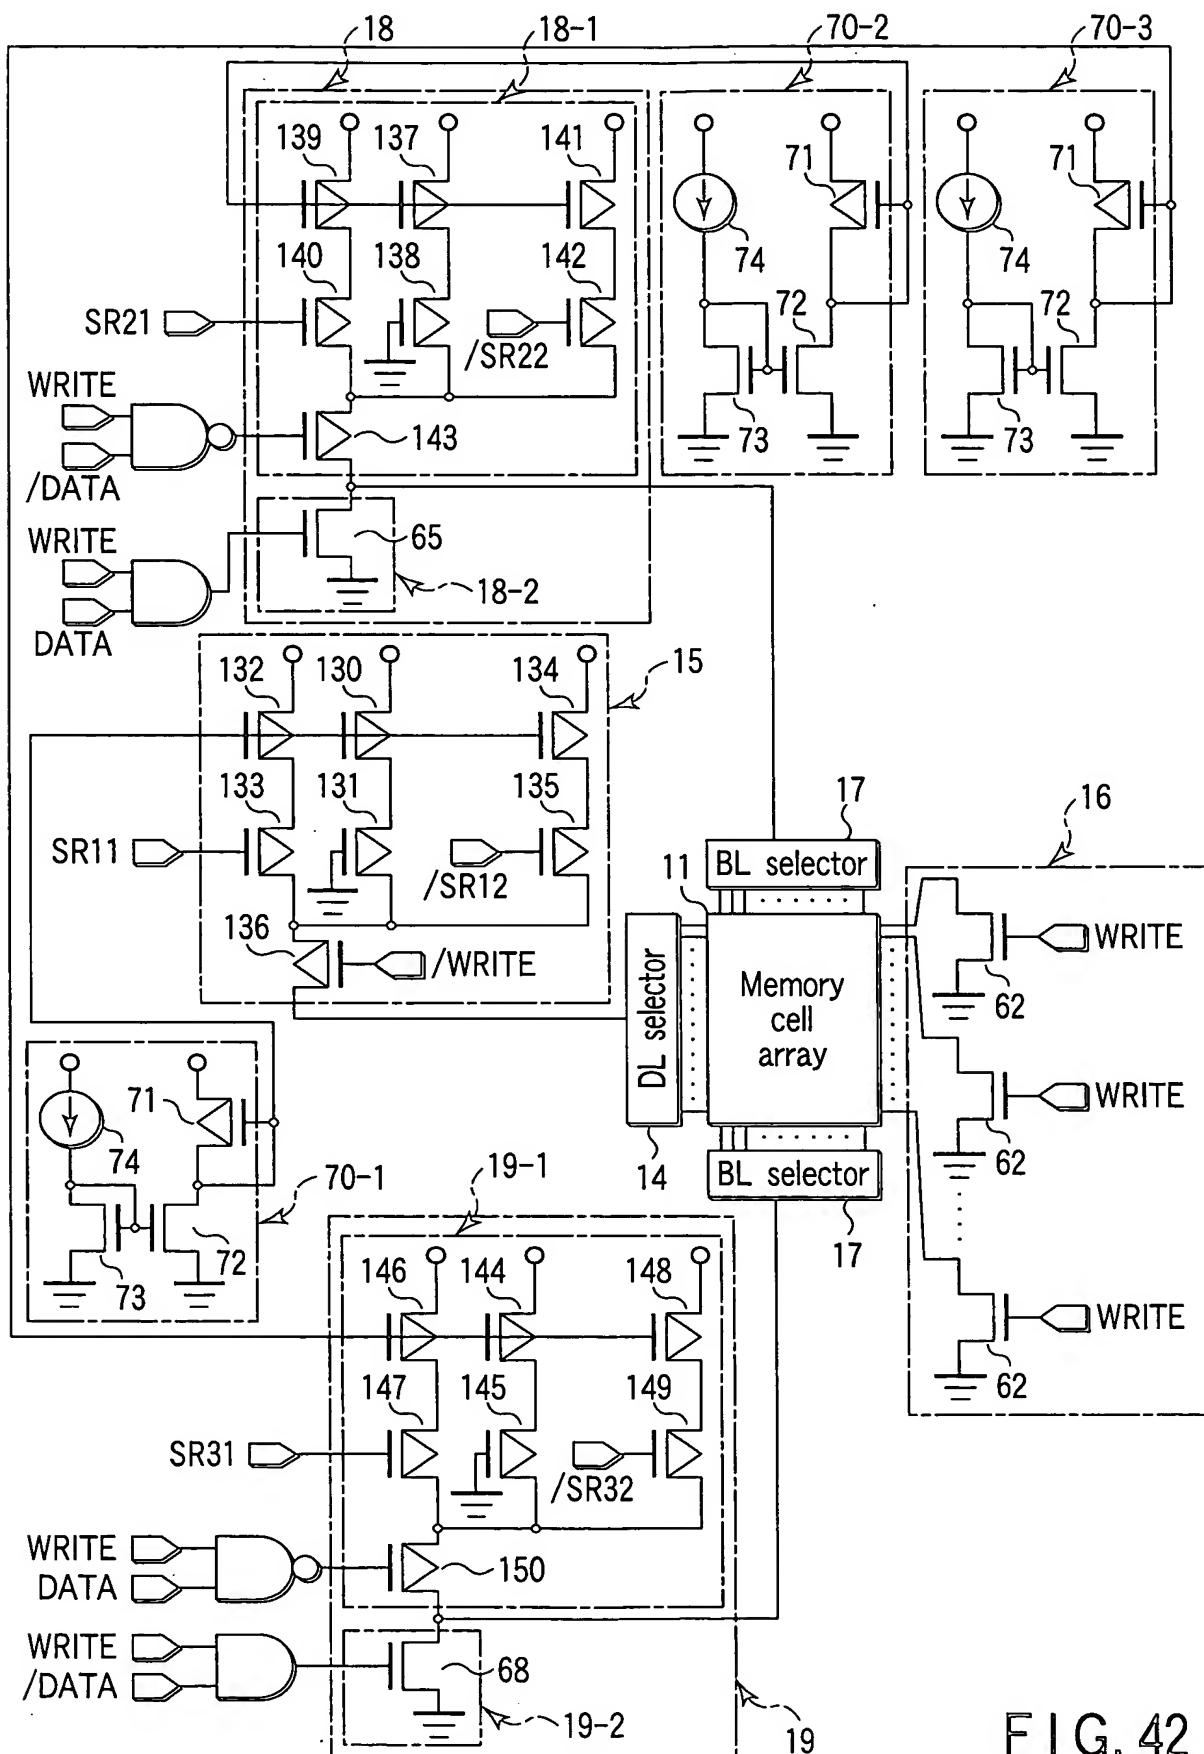 18
18-1
70-2
70-3
139
137
141
71
71
74
74
140
138
142
72
72
SR21
/SR22
WRITE
143
73
73
/DATA
WRITE
65
18-2
DATA
132
130
134
15
133
131
135
17
16
SR11
/SR12
BL selector
11
136
WRITE
/WRITE
62
DL selector
Memory
cell
array
71
WRITE
74
19-1
BL selector
62
70-1
14
17
72
73
146
144
148
WRITE
62
147
145
149
SR31
/SR32
WRITE
DATA
150
WRITE
/DATA
68
19-2
19
FIG. 42